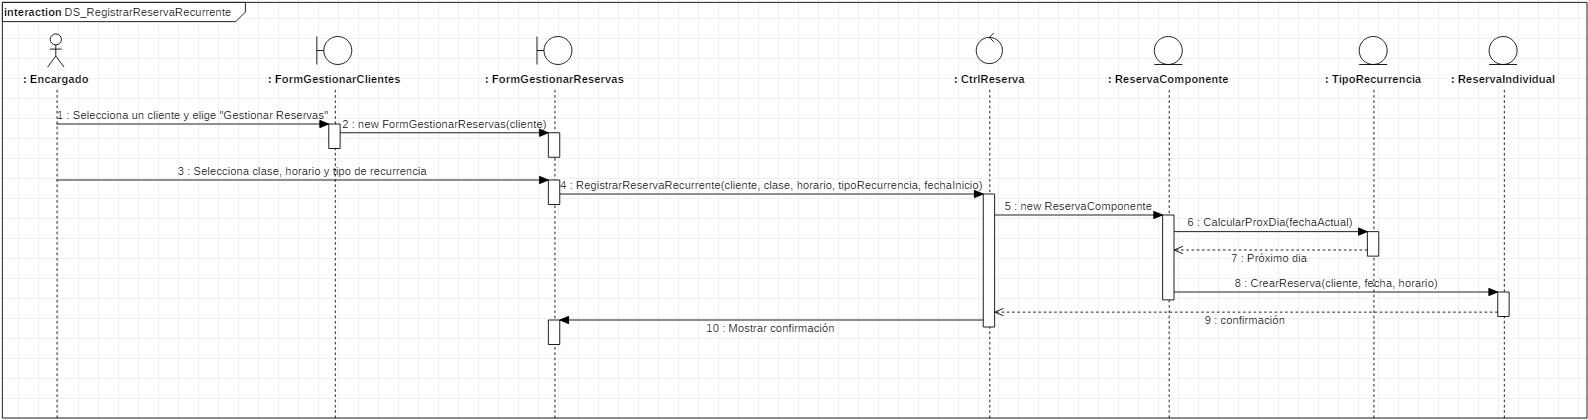 interaction DS_RegistrarReservaRecurrente
: Encargado
: FormGestionarClientes
: FormGestionarReservas
: CtrlReserva
: ReservaComponente
: TipoRecurrencia
: ReservaIndividual
1 : Selecciona un cliente y elige "Gestionar Reservas"
2 : new FormGestionarReservas(cliente)
3 : Selecciona clase, horario y tipo de recurrencia
4 : RegistrarReservaRecurrente(cliente, clase, horario, tipoRecurrencia, fechaInicio)
5 : new ReservaComponente
6 : CalcularProxDia(fechaActual)
7 : Próximo dia
8 : CrearReserva(cliente, fecha, horario)
9 : confirmación
10 : Mostrar confirmación